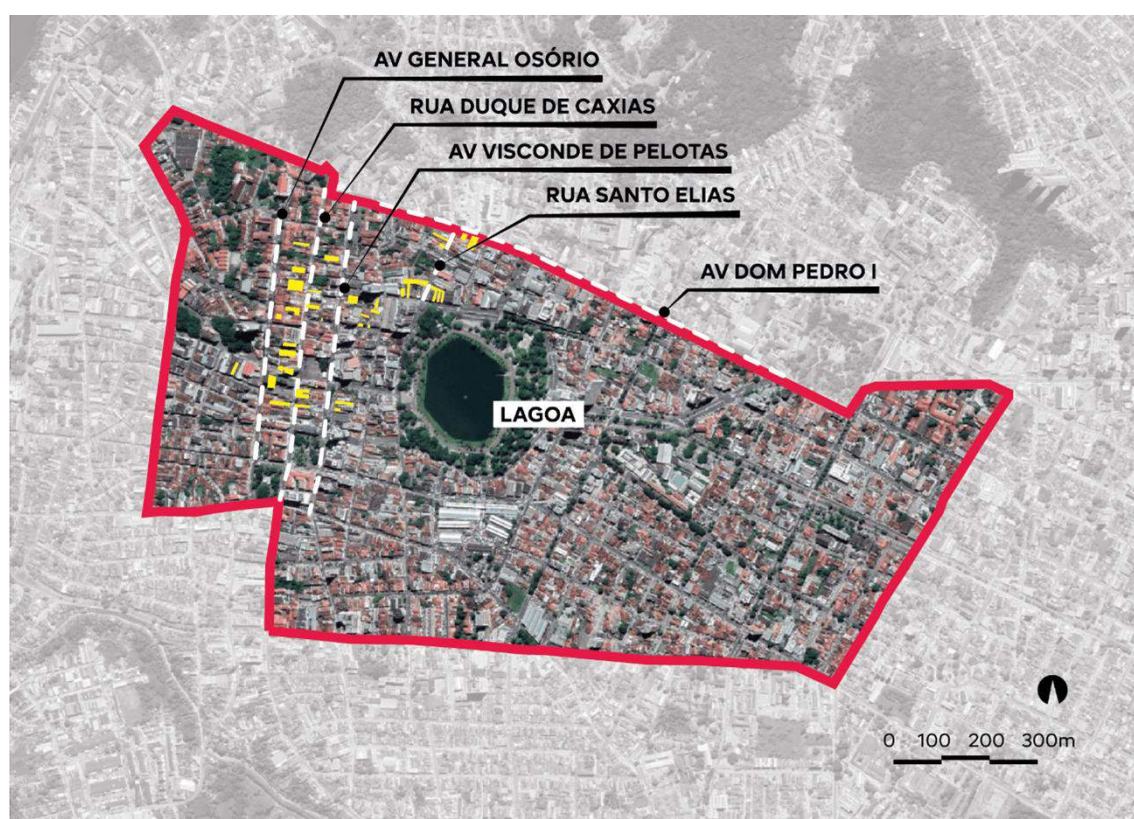 AV GENERAL OSÓRIO
RUA DUQUE DE CAXIAS
AV VISCONDE DE PELOTAS
RUA SANTO ELIAS
AV DOM PEDRO I
LAGOA
0 100 200 300m